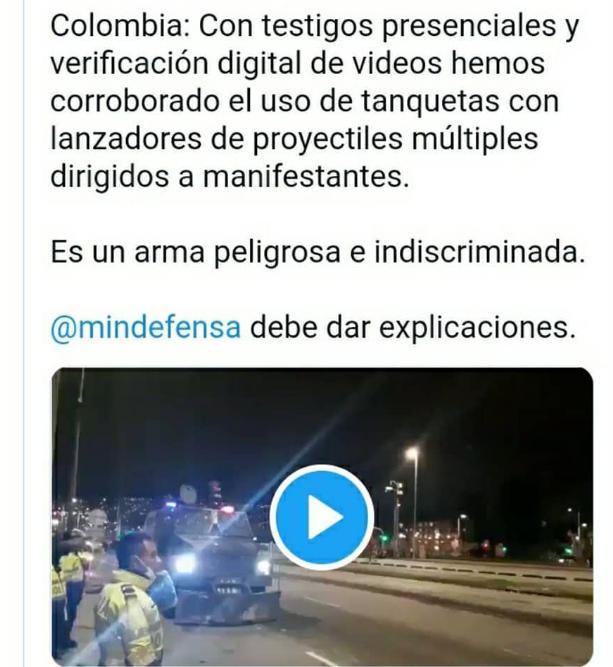 Colombia: Con testigos presenciales y
verificación digital de videos hemos
corroborado el uso de tanquetas con
lanzadores de proyectiles múltiples
dirigidos a manifestantes.
Es un arma peligrosa e indiscriminada.
@mindefensa debe dar explicaciones.